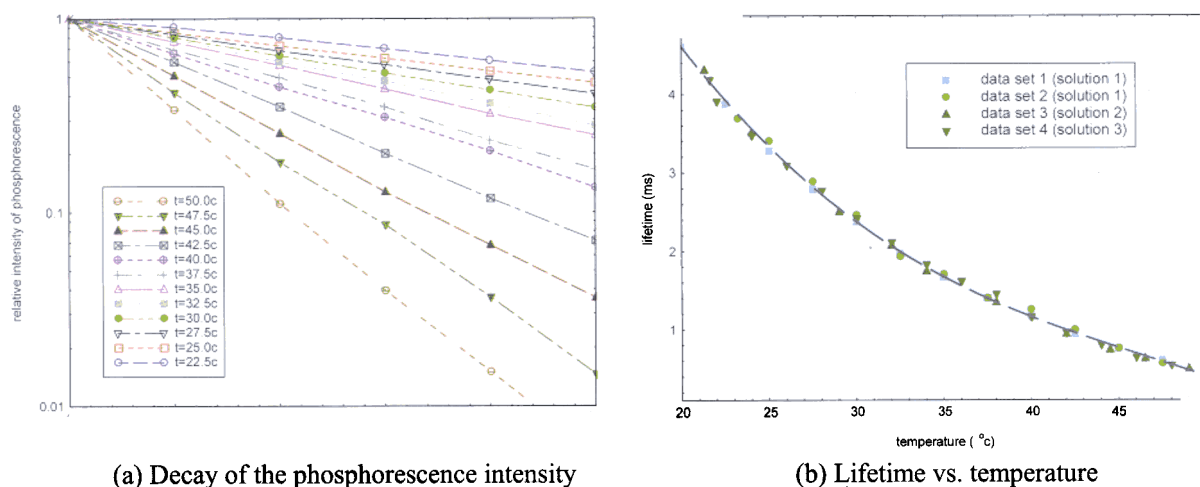 1
0.1
0.01
relative intensity of phosphorescence
t=50.0c
t=47.5c
t=45.0c
t=42.5c
t=40.0c
t=37.5c
t=35.0c
t=32.5c
t=30.0c
t=27.5c
t=25.0c
t=22.5c
(a) Decay of the phosphorescence intensity
4
3
2
1
lifetime (ms)
data set 1 (solution 1)
data set 2 (solution 1)
data set 3 (solution 2)
data set 4 (solution 3)
20 25 30 35 40 45
temperature ( °c)
(b) Lifetime vs. temperature